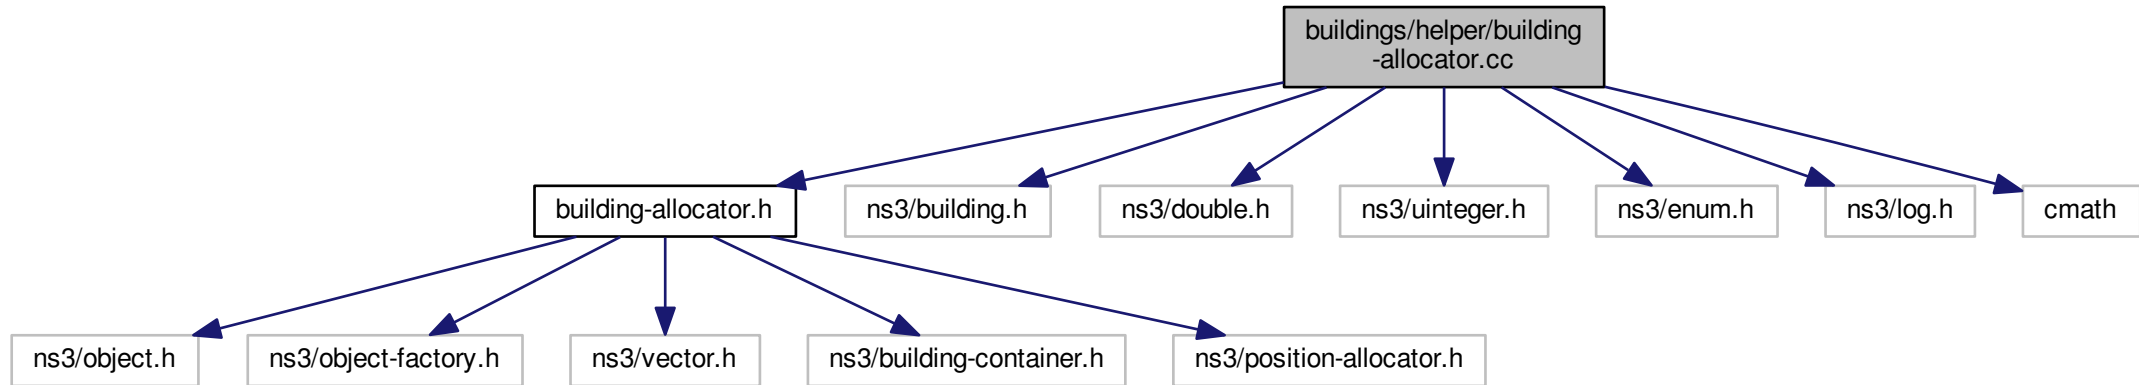 buildings/helper/building
-allocator.cc
building-allocator.h
ns3/building.h
ns3/double.h
ns3/uinteger.h
ns3/enum.h
ns3/log.h
cmath
ns3/object.h
ns3/object-factory.h
ns3/vector.h
ns3/building-container.h
ns3/position-allocator.h